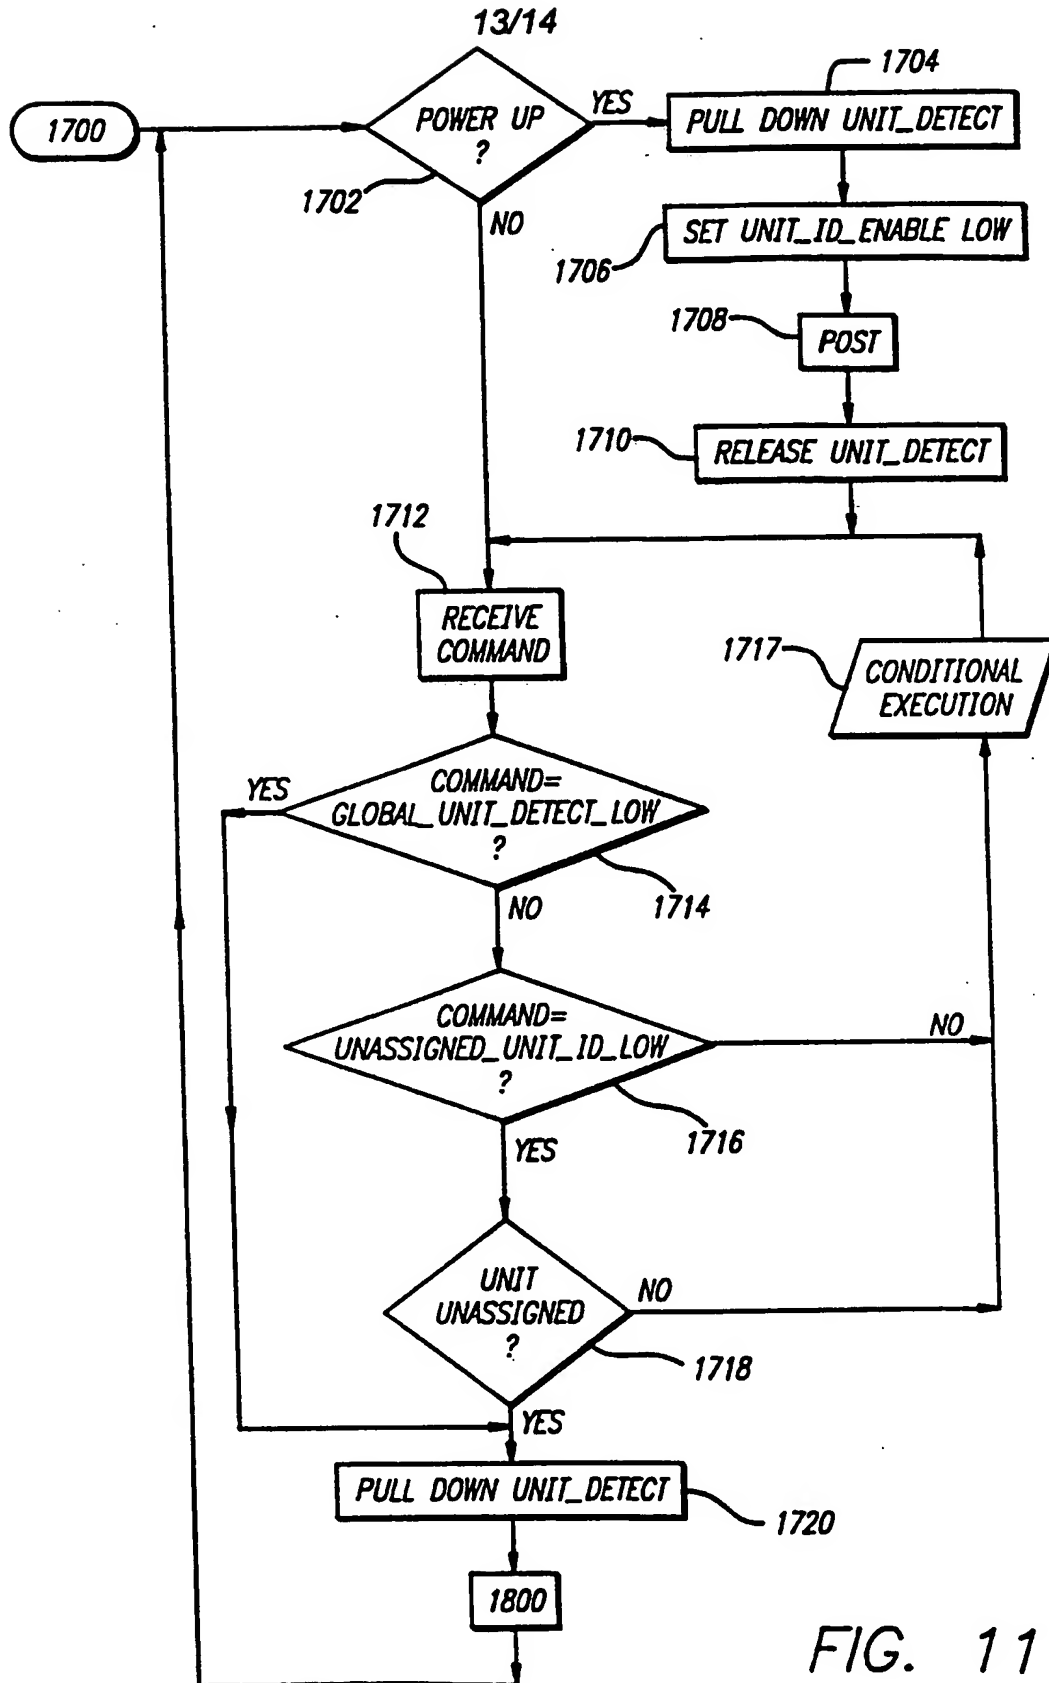 13/14
1700
POWER UP
?
1702
YES
NO
1704
PULL DOWN UNIT_DETECT
SET UNIT_ID_ENABLE LOW
1706
1708
POST
1710
RELEASE UNIT_DETECT
1712
RECEIVE
COMMAND
1717
CONDITIONAL
EXECUTION
YES
COMMAND=
GLOBAL_UNIT_DETECT_LOW
?
1714
NO
COMMAND=
UNASSIGNED_UNIT_ID_LOW
?
NO
1716
YES
UNIT
UNASSIGNED
?
NO
1718
YES
PULL DOWN UNIT_DETECT
1720
1800
FIG. 11